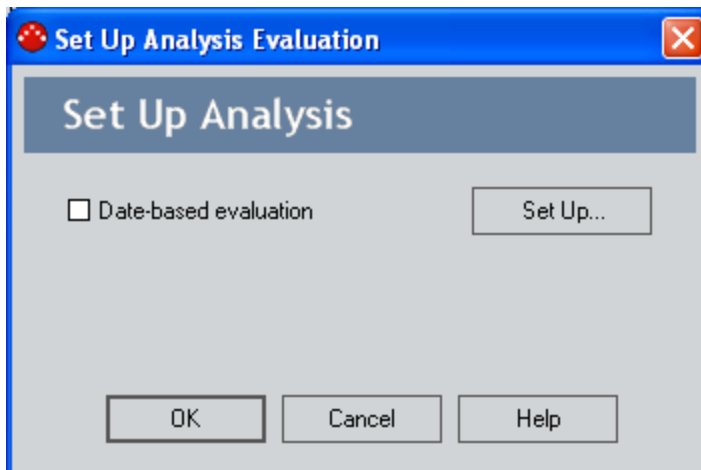 Set Up Analysis Evaluation
Set Up Analysis
Date-based evaluation
Set Up...
OK
Cancel
Help